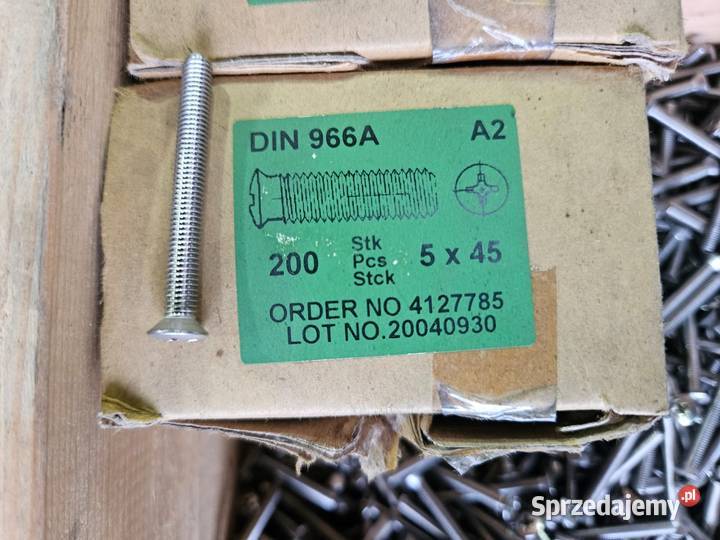 DIN 966A A2
Stk
200 Pcs 5 x 45
Stck
ORDER NO 4127785
LOT NO.20040930
Sprzedajemy.pl